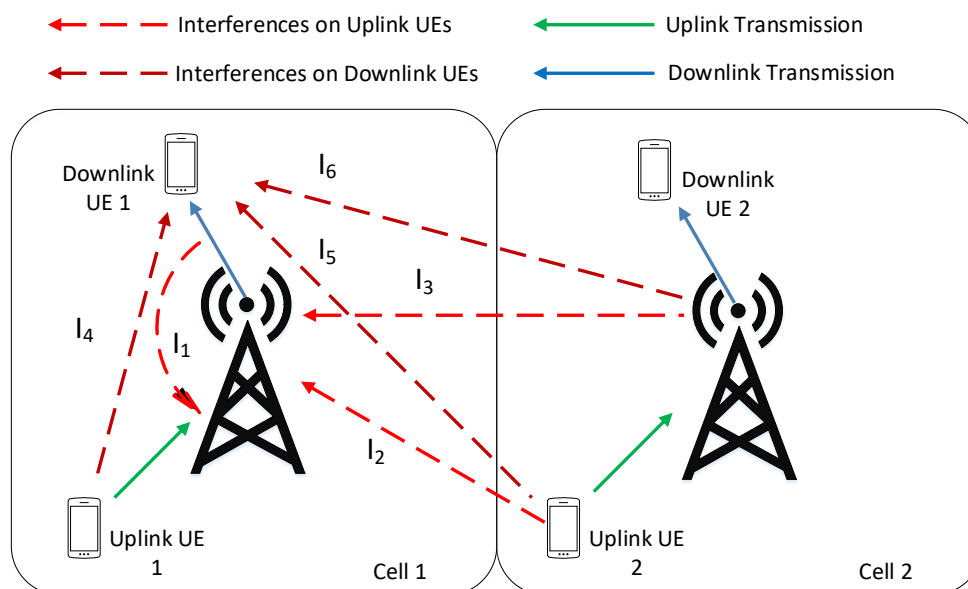 Interferences on Uplink UEs
Uplink Transmission
Interferences on Downlink UEs
Downlink Transmission
Downlink
UE 1
I₆
Downlink
UE 2
I₅
I₃
I₄
I₁
I₂
Uplink UE
1
Cell 1
Uplink UE
2
Cell 2